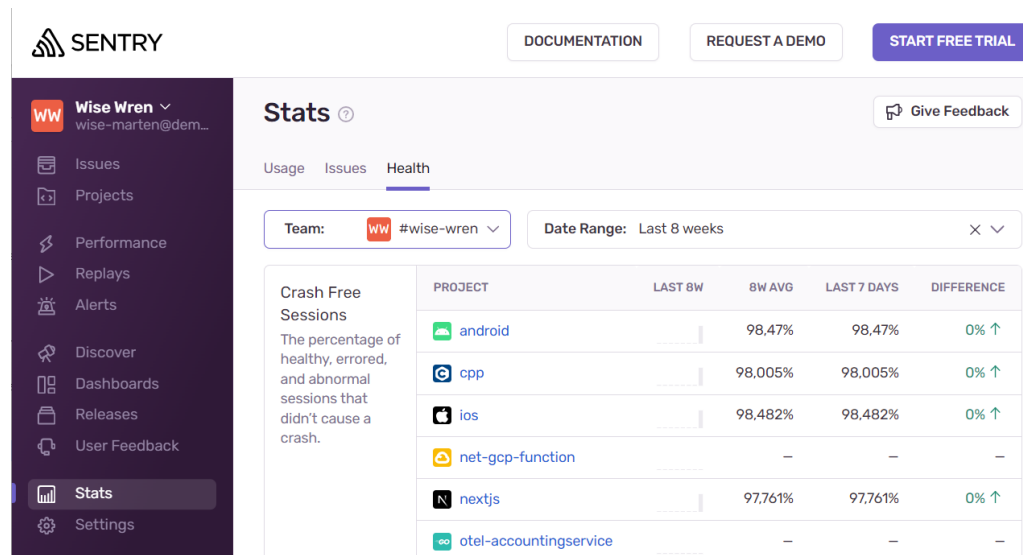 SENTRY
DOCUMENTATION
REQUEST A DEMO
START FREE TRIAL
WW
Wise Wren
wise-marten@dem...
Issues
Projects
Performance
Replays
Alerts
Discover
Dashboards
Releases
User Feedback
Stats
Settings
Stats ?
Give Feedback
Usage Issues Health
Team: WW #wise-wren
Date Range: Last 8 weeks
Crash Free
Sessions
The percentage of
healthy, errored,
and abnormal
sessions that
didn't cause a
crash.
PROJECT LAST 8W 8W AVG LAST 7 DAYS DIFFERENCE
android 98,47% 98,47% 0% ↑
cpp 98,005% 98,005% 0% ↑
ios 98,482% 98,482% 0% ↑
net-gcp-function – – –
N nextjs 97,761% 97,761% 0% ↑
GO otel-accountingservice – – –